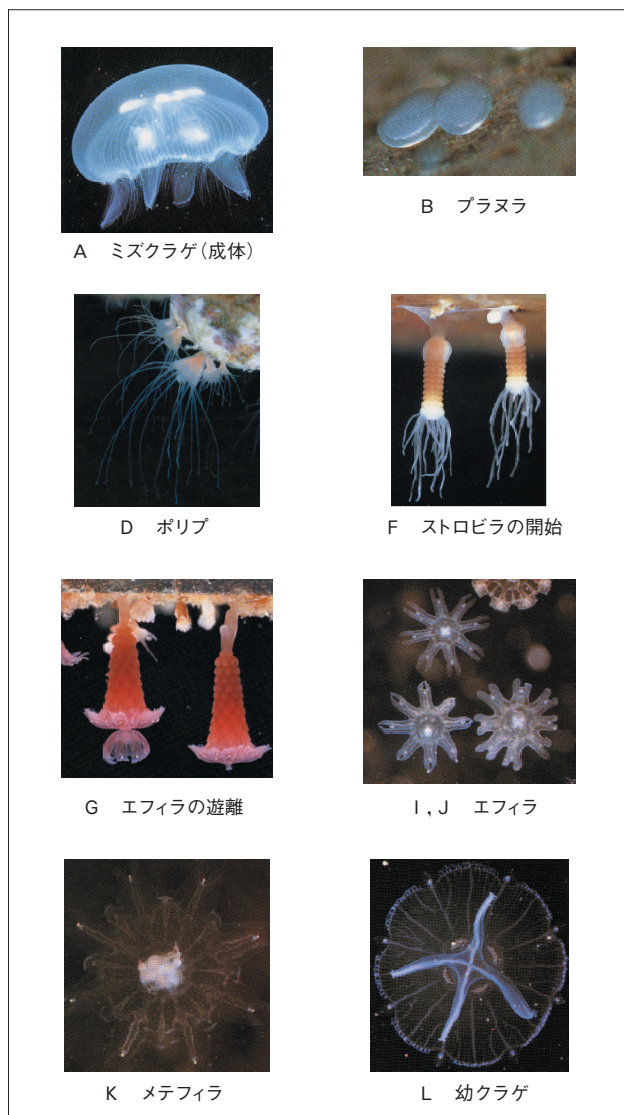 A ミズクラゲ(成体)
B プラヌラ
D ポリプ
F ストロビラの開始
G エフィラの遊離
I,J エフィラ
K メテフィラ
L 幼クラゲ